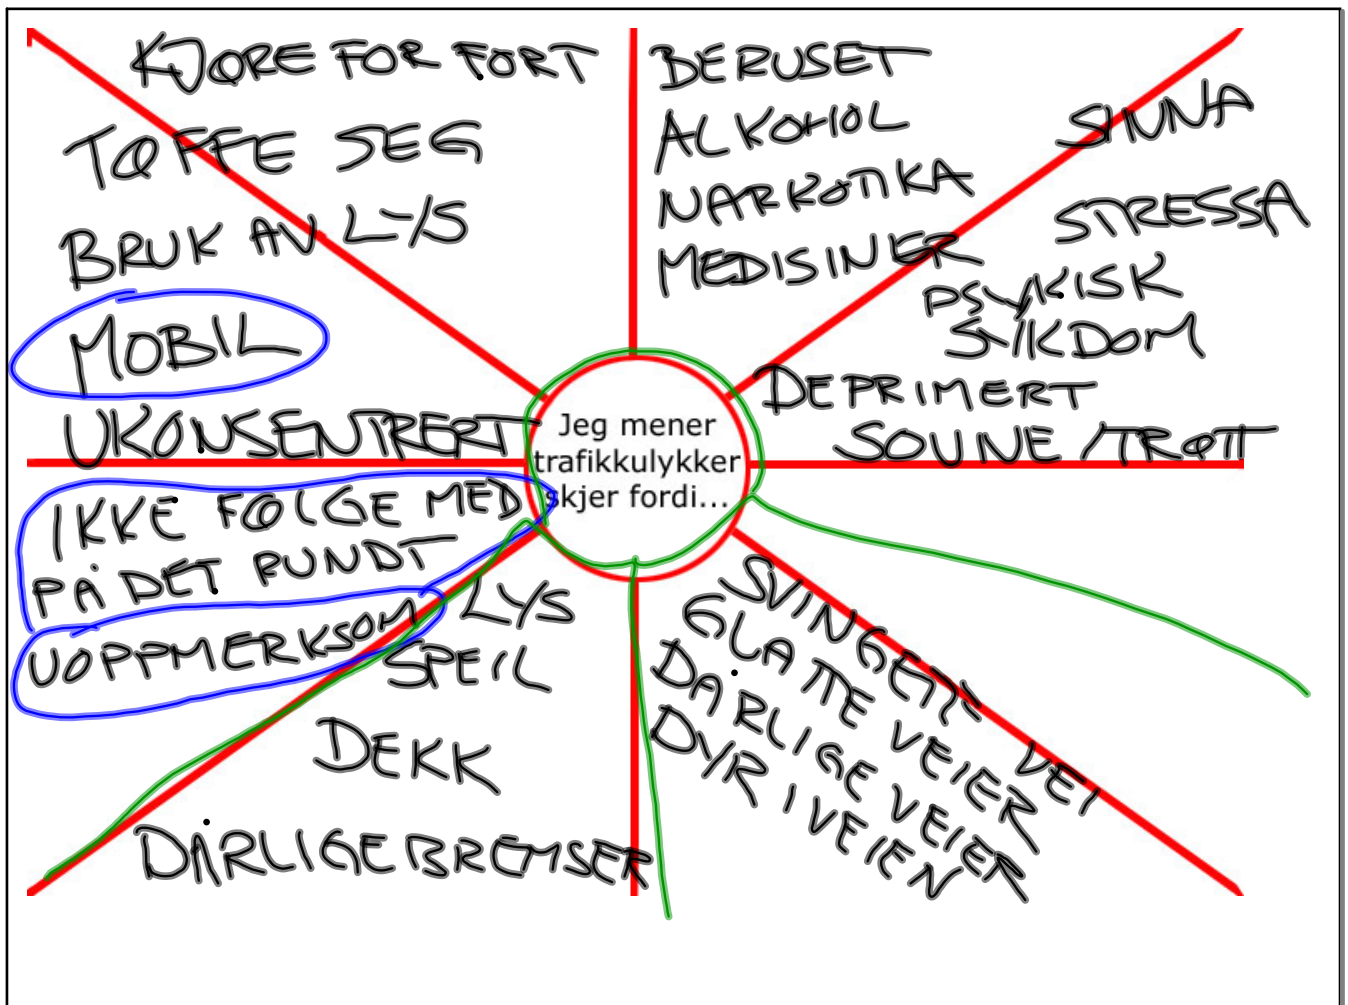 KJØRE FOR FORT
TØFFE SEG
BRUK AV LYS
MOBIL
UKONSENTRERT
BERUSET
ALKOHOL
NARKOTIKA
MEDISINER
SINNA
STRESSA
PSYKISK
SYKDOM
DEPRIMERT
SOVNE / TRØTT
Jeg mener
trafikkulykker
skjer fordi...
IKKE FØLGE MED
PÅ DET RUNDT
UOPPMERKSOM
LYS
SPEIL
DEKK
DÅRLIGE BREMSER
SVINGETE VEI
GLATTE VEIER
DÅRLIGE VEIER
DYR I VEIEN